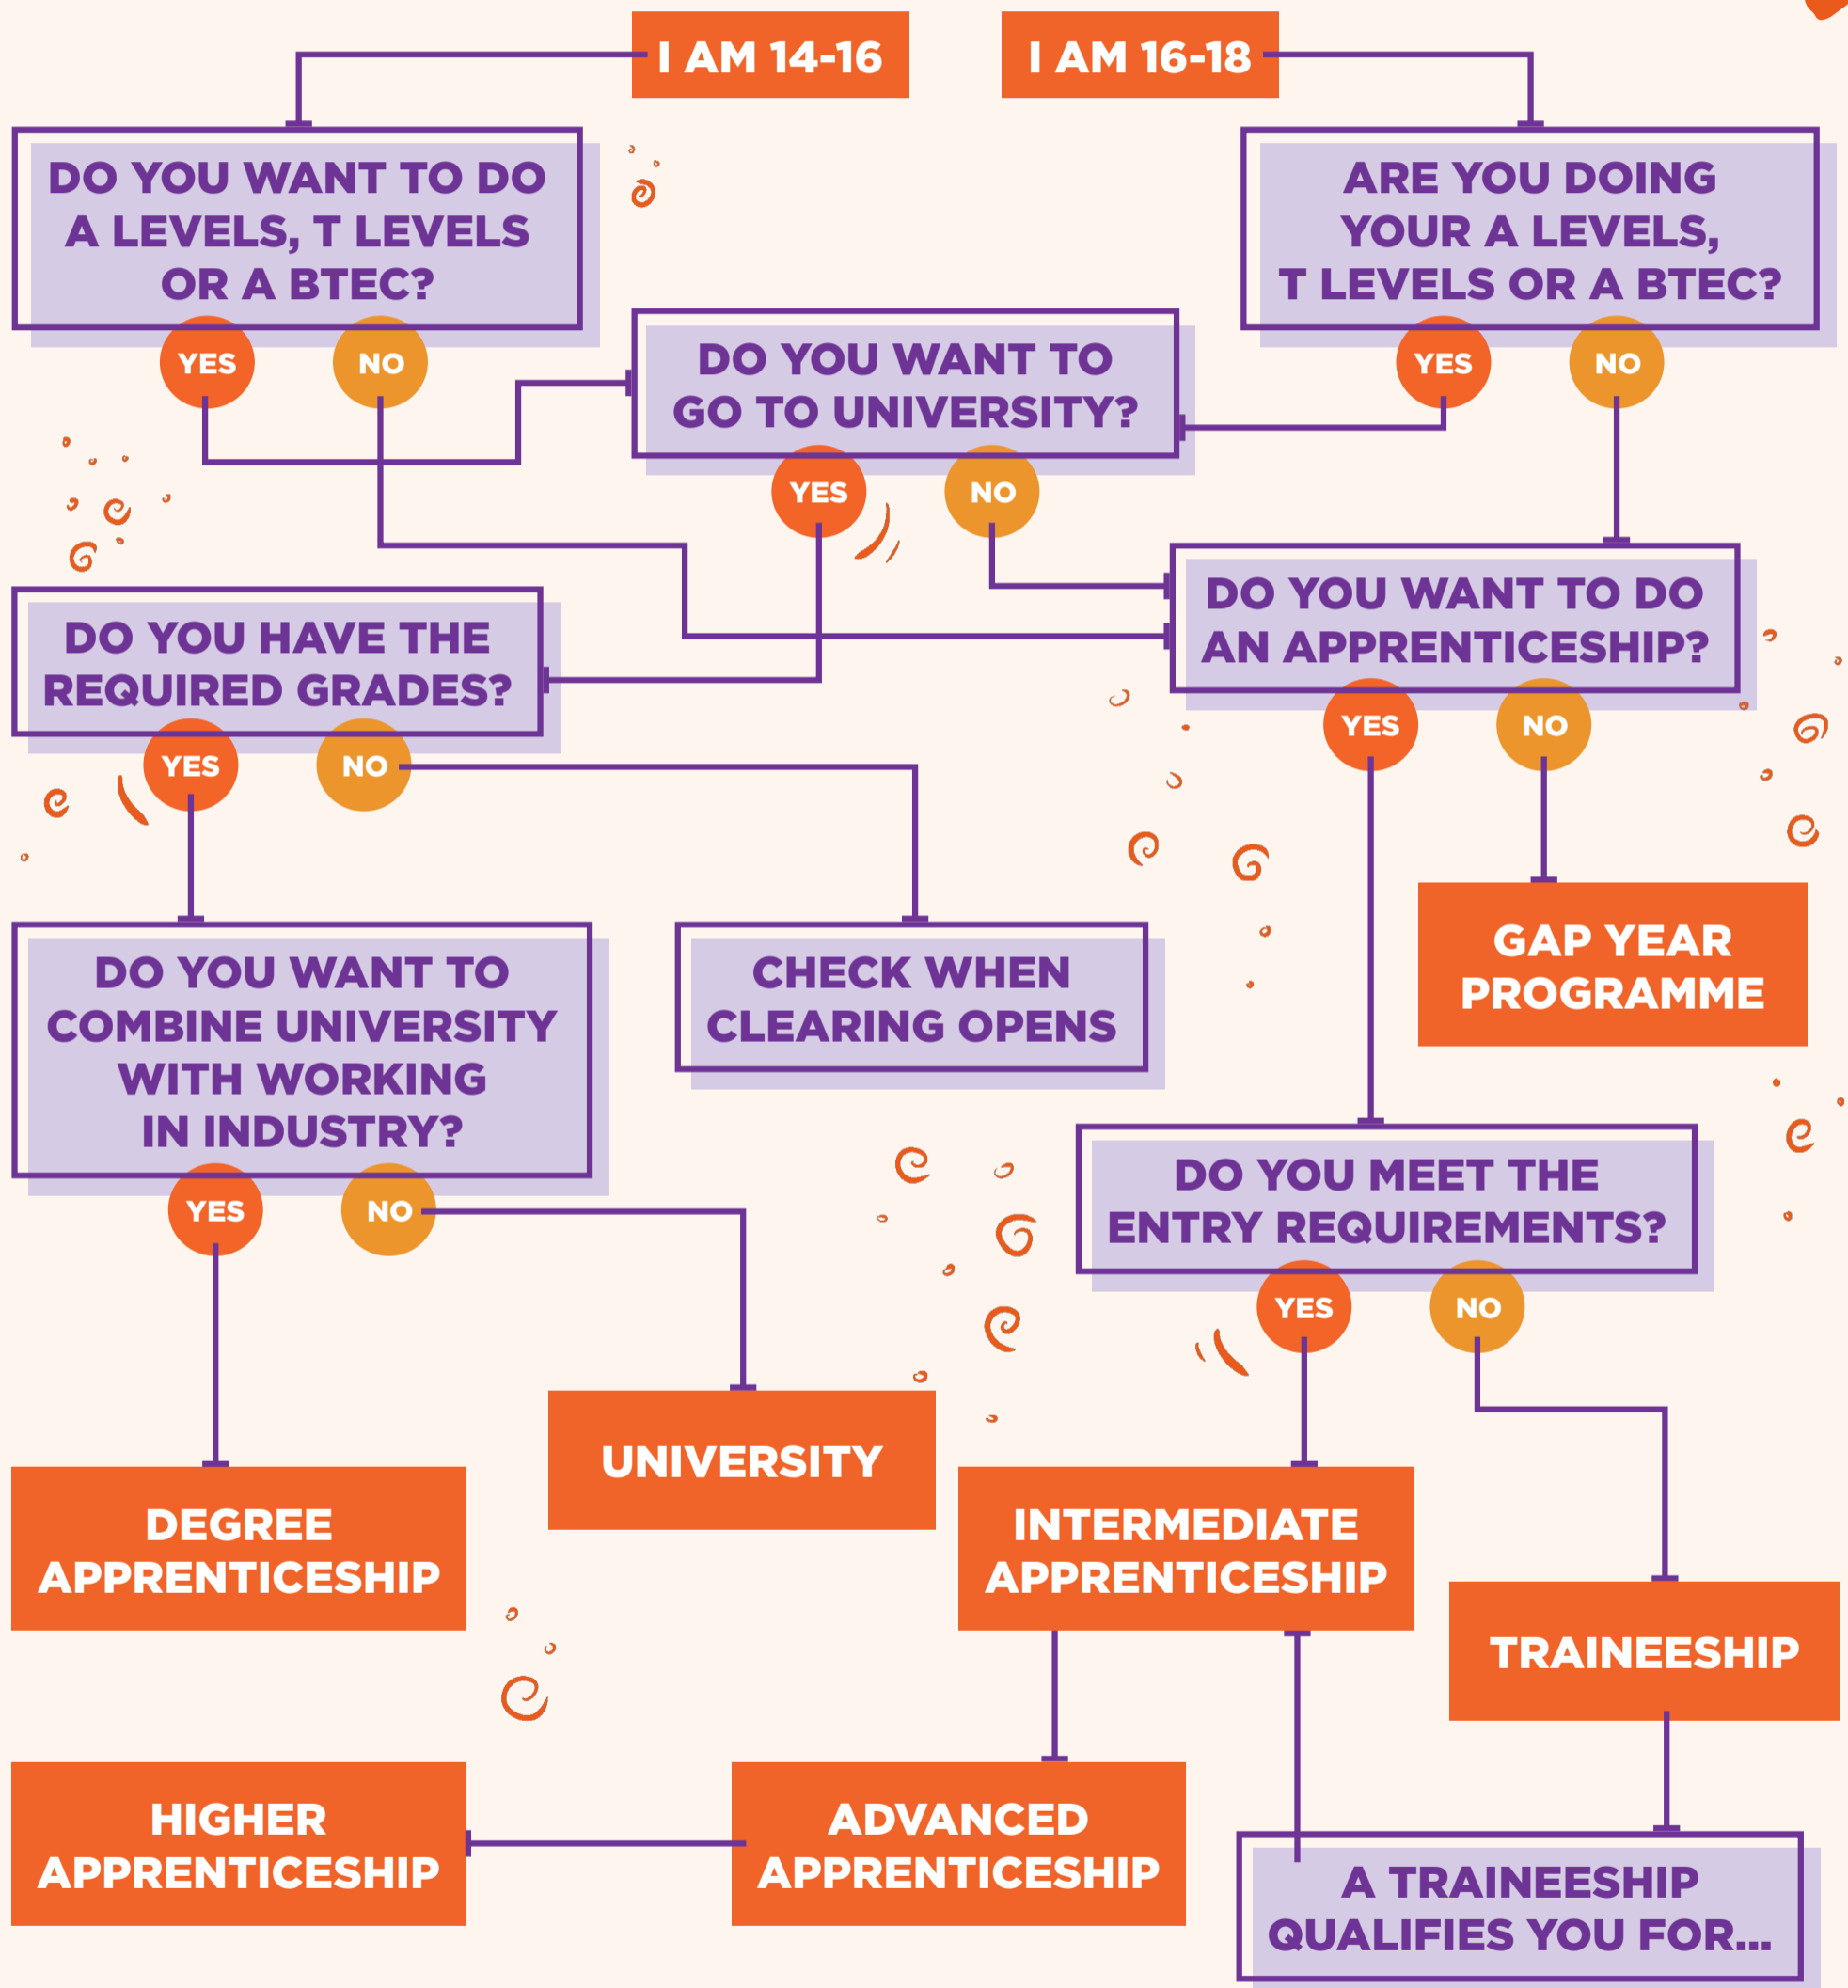 I AM 14-16
I AM 16-18
DO YOU WANT TO DO
A LEVELS, T LEVELS
OR A BTEC?
YES
NO
ARE YOU DOING
YOUR A LEVELS,
T LEVELS OR A BTEC?
YES
NO
DO YOU WANT TO
GO TO UNIVERSITY?
YES
NO
DO YOU WANT TO DO
AN APPRENTICESHIP?
YES
NO
DO YOU HAVE THE
REQUIRED GRADES?
YES
NO
GAP YEAR
PROGRAMME
DO YOU WANT TO
COMBINE UNIVERSITY
WITH WORKING
IN INDUSTRY?
YES
NO
CHECK WHEN
CLEARING OPENS
DO YOU MEET THE
ENTRY REQUIREMENTS?
YES
NO
UNIVERSITY
DEGREE
APPRENTICESHIP
INTERMEDIATE
APPRENTICESHIP
TRAINEESHIP
HIGHER
APPRENTICESHIP
ADVANCED
APPRENTICESHIP
A TRAINEESHIP
QUALIFIES YOU FOR...